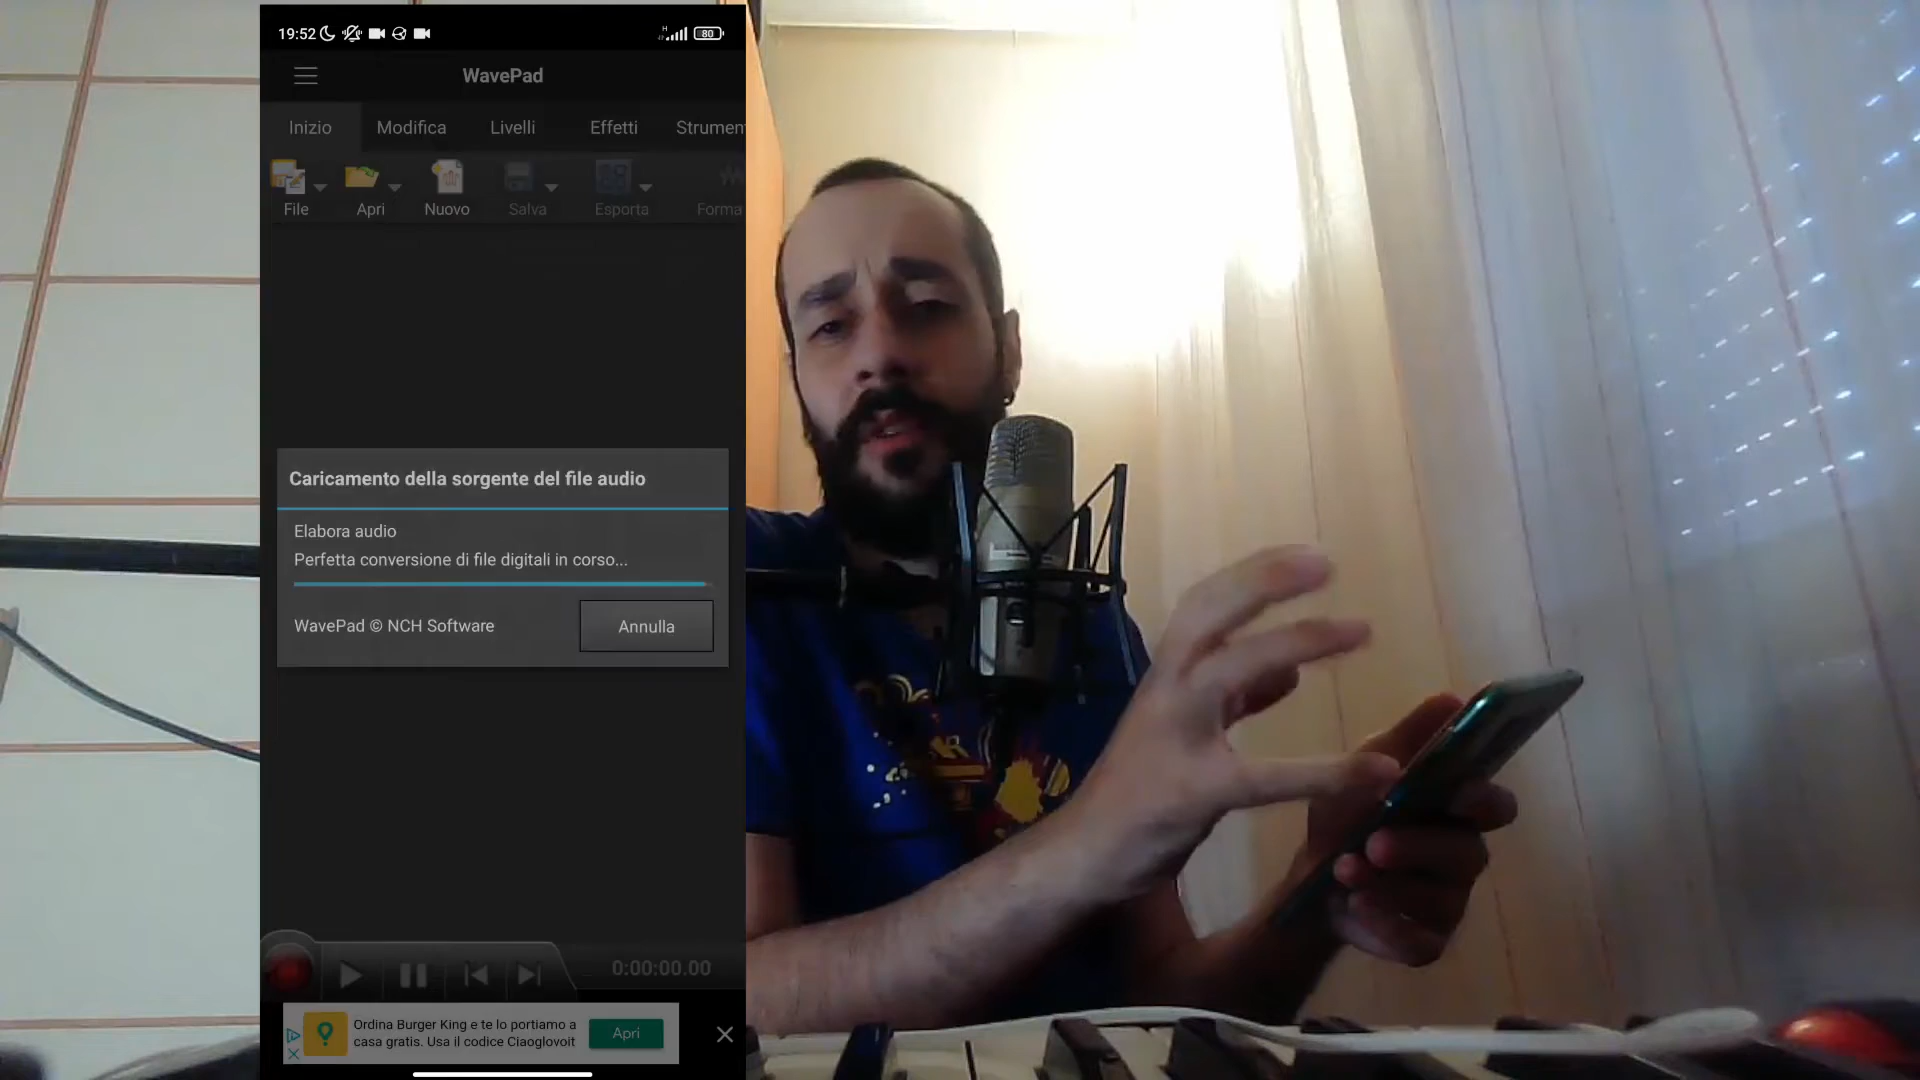 19:52
H
80
WavePad
Inizio
Modifica
Livelli
Effetti
Strumen
File
Apri
Nuovo
Salva
Esporta
Forma
Caricamento della sorgente del file audio
Elabora audio
Perfetta conversione di file digitali in corso...
WavePad © NCH Software
Annulla
0:00:00.00
Ordina Burger King e te lo portiamo a
casa gratis. Usa il codice Ciaoglovoit
Apri